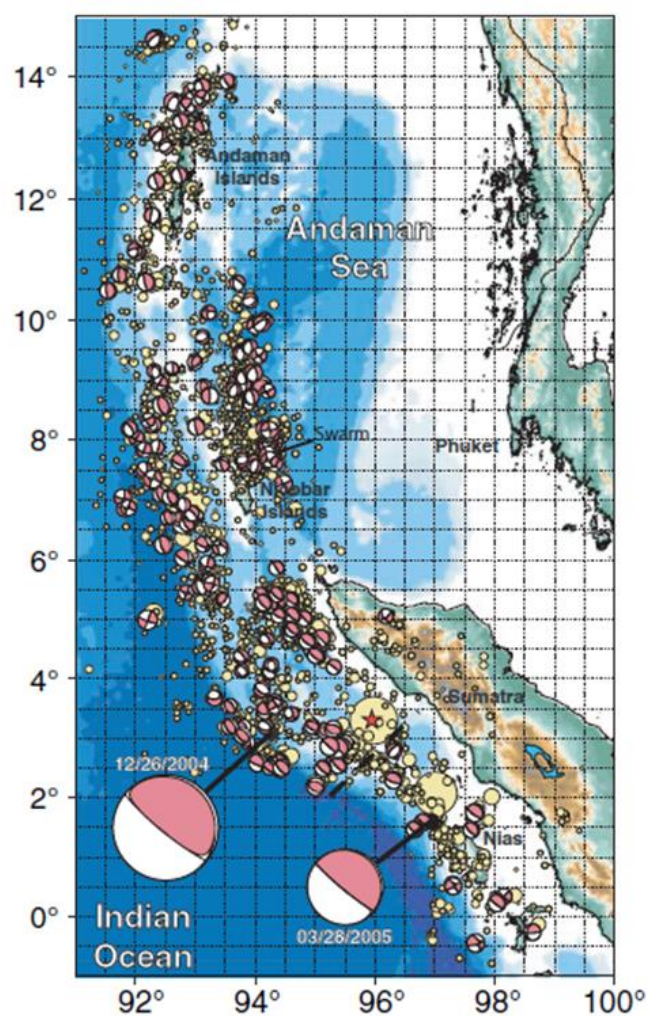 14°
12°
10°
8°
6°
4°
2°
0°
Andaman
Islands
Andaman
Sea
Swarm
Phuket
Nicobar
Islands
Sumatra
12/26/2004
Nias
03/28/2005
Indian
Ocean
92°
94°
96°
98°
100°